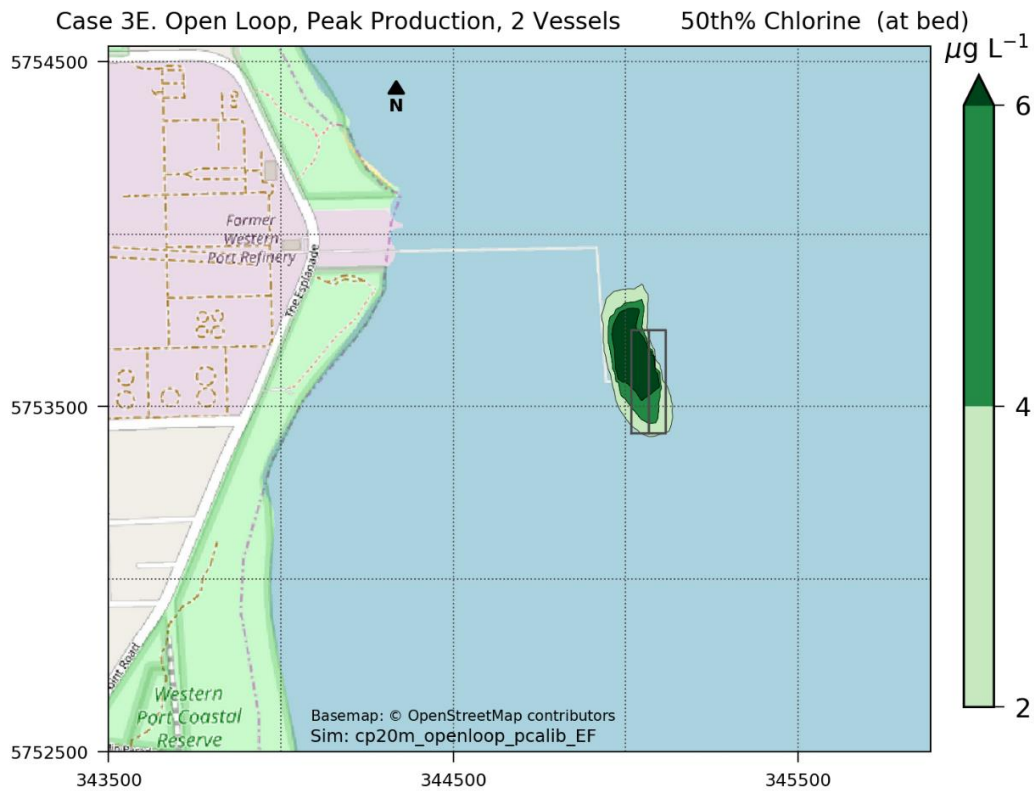 Case 3E. Open Loop, Peak Production, 2 Vessels 50th% Chlorine (at bed)
µg L⁻¹
5754500
6
N
Former
Western
Port Refinery
The Esplanade
5753500
4
Western
Port Coastal
Reserve
Basemap: © OpenStreetMap contributors
Sim: cp20m_openloop_pcalib_EF
2
5752500
343500
344500
345500
Road